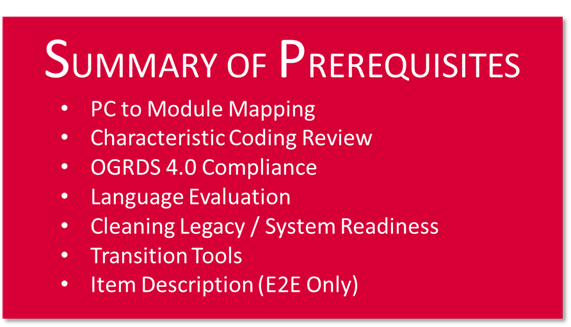 SUMMARY OF PREREQUISITES
• PC to Module Mapping
• Characteristic Coding Review
• OGRDS 4.0 Compliance
• Language Evaluation
• Cleaning Legacy / System Readiness
• Transition Tools
• Item Description (E2E Only)